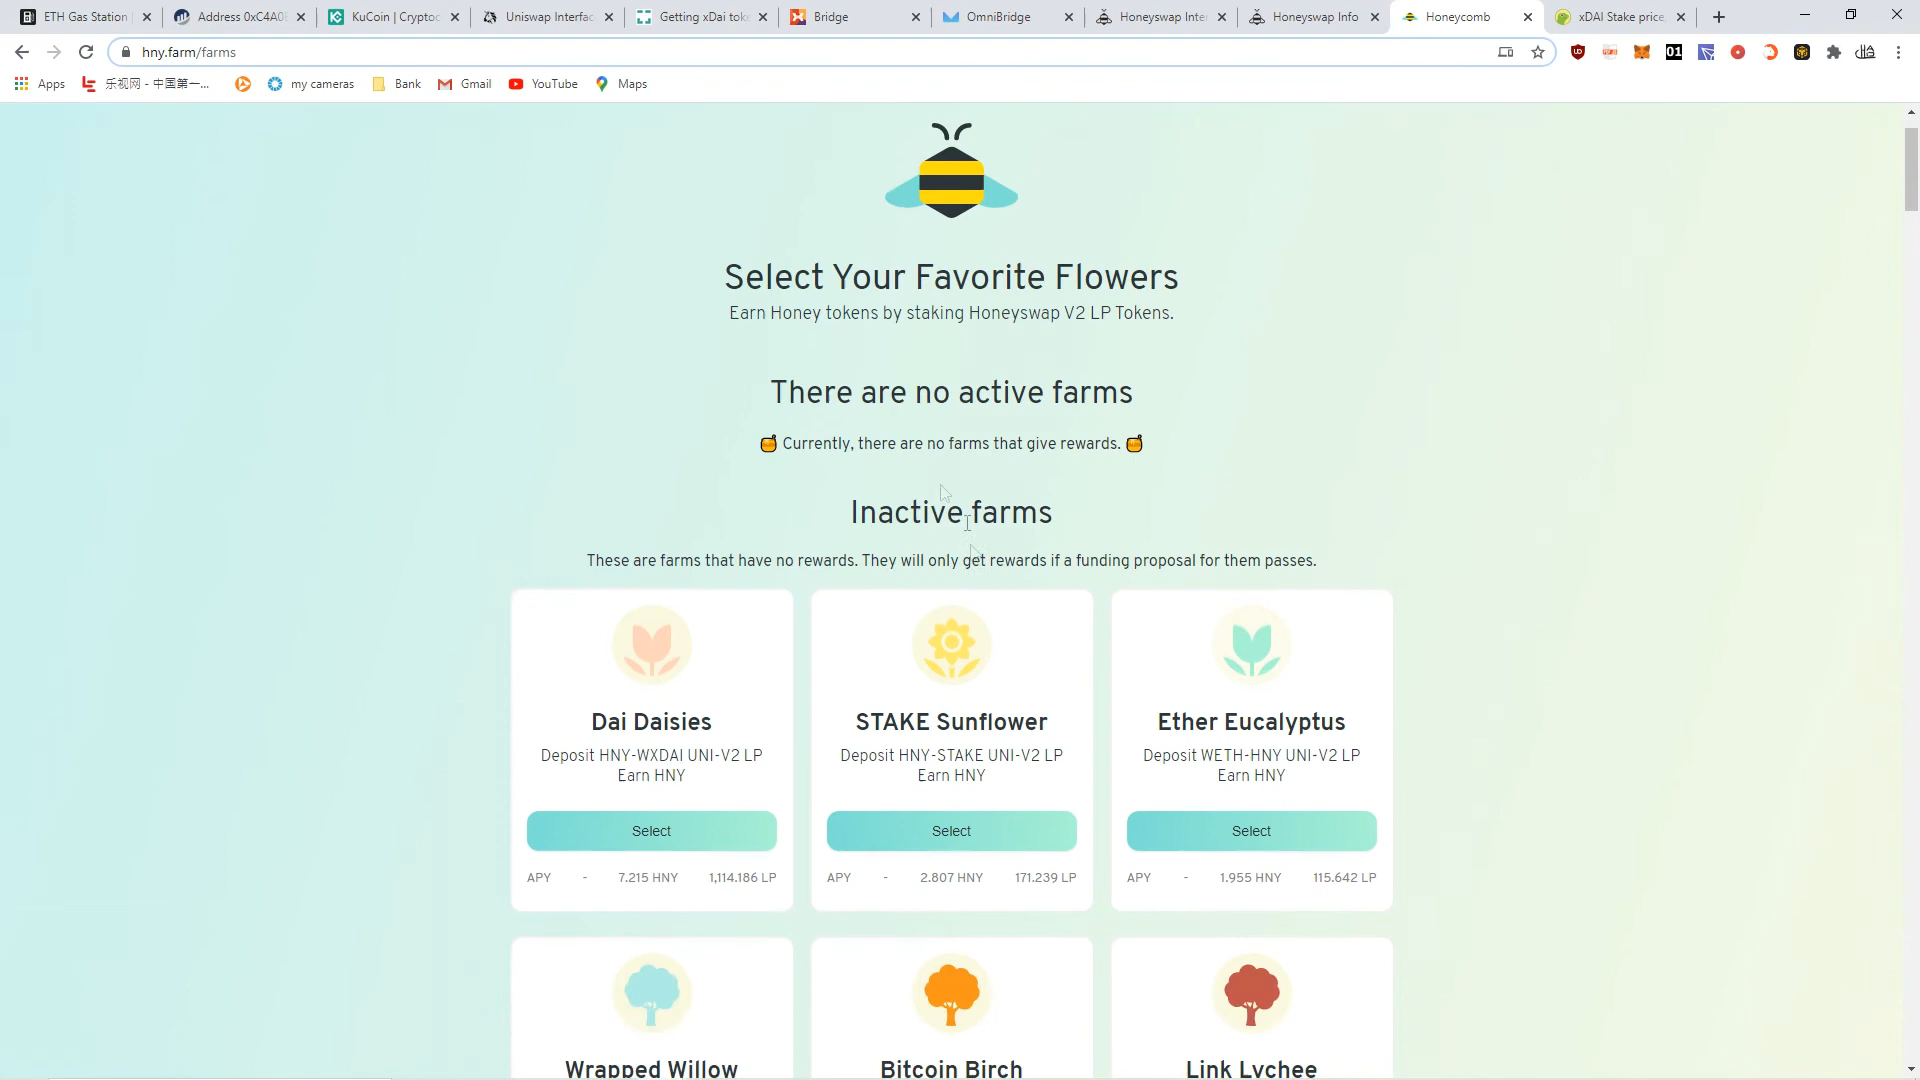 ETH Gas Station
Address 0xC4A0
KuCoin | Cryptoc
Uniswap Interfac
Getting xDai toke
Bridge
OmniBridge
Honeyswap Inte
Honeyswap Info
Honeycomb
xDAI Stake price,
hny.farm/farms
Apps
乐视网 - 中国第一...
my cameras
Bank
Gmail
YouTube
Maps
Select Your Favorite Flowers
Earn Honey tokens by staking Honeyswap V2 LP Tokens.
There are no active farms
Currently, there are no farms that give rewards.
Inactive farms
These are farms that have no rewards. They will only get rewards if a funding proposal for them passes.
Dai Daisies
Deposit HNY-WXDAI UNI-V2 LP
Earn HNY
Select
APY - 7.215 HNY 1,114.186 LP
STAKE Sunflower
Deposit HNY-STAKE UNI-V2 LP
Earn HNY
Select
APY - 2.807 HNY 171.239 LP
Ether Eucalyptus
Deposit WETH-HNY UNI-V2 LP
Earn HNY
Select
APY - 1.955 HNY 115.642 LP
Wrapped Willow
Bitcoin Birch
Link Lychee